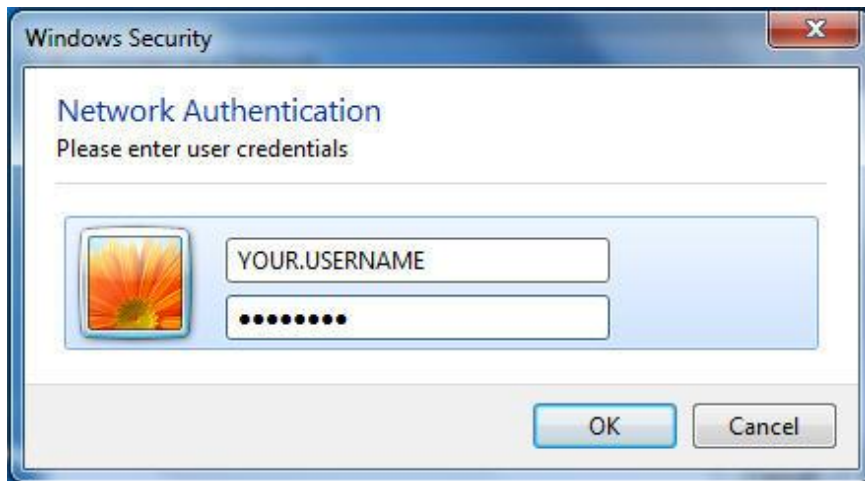 Windows Security
Network Authentication
Please enter user credentials
YOUR.USERNAME
●●●●●●●●
OK
Cancel